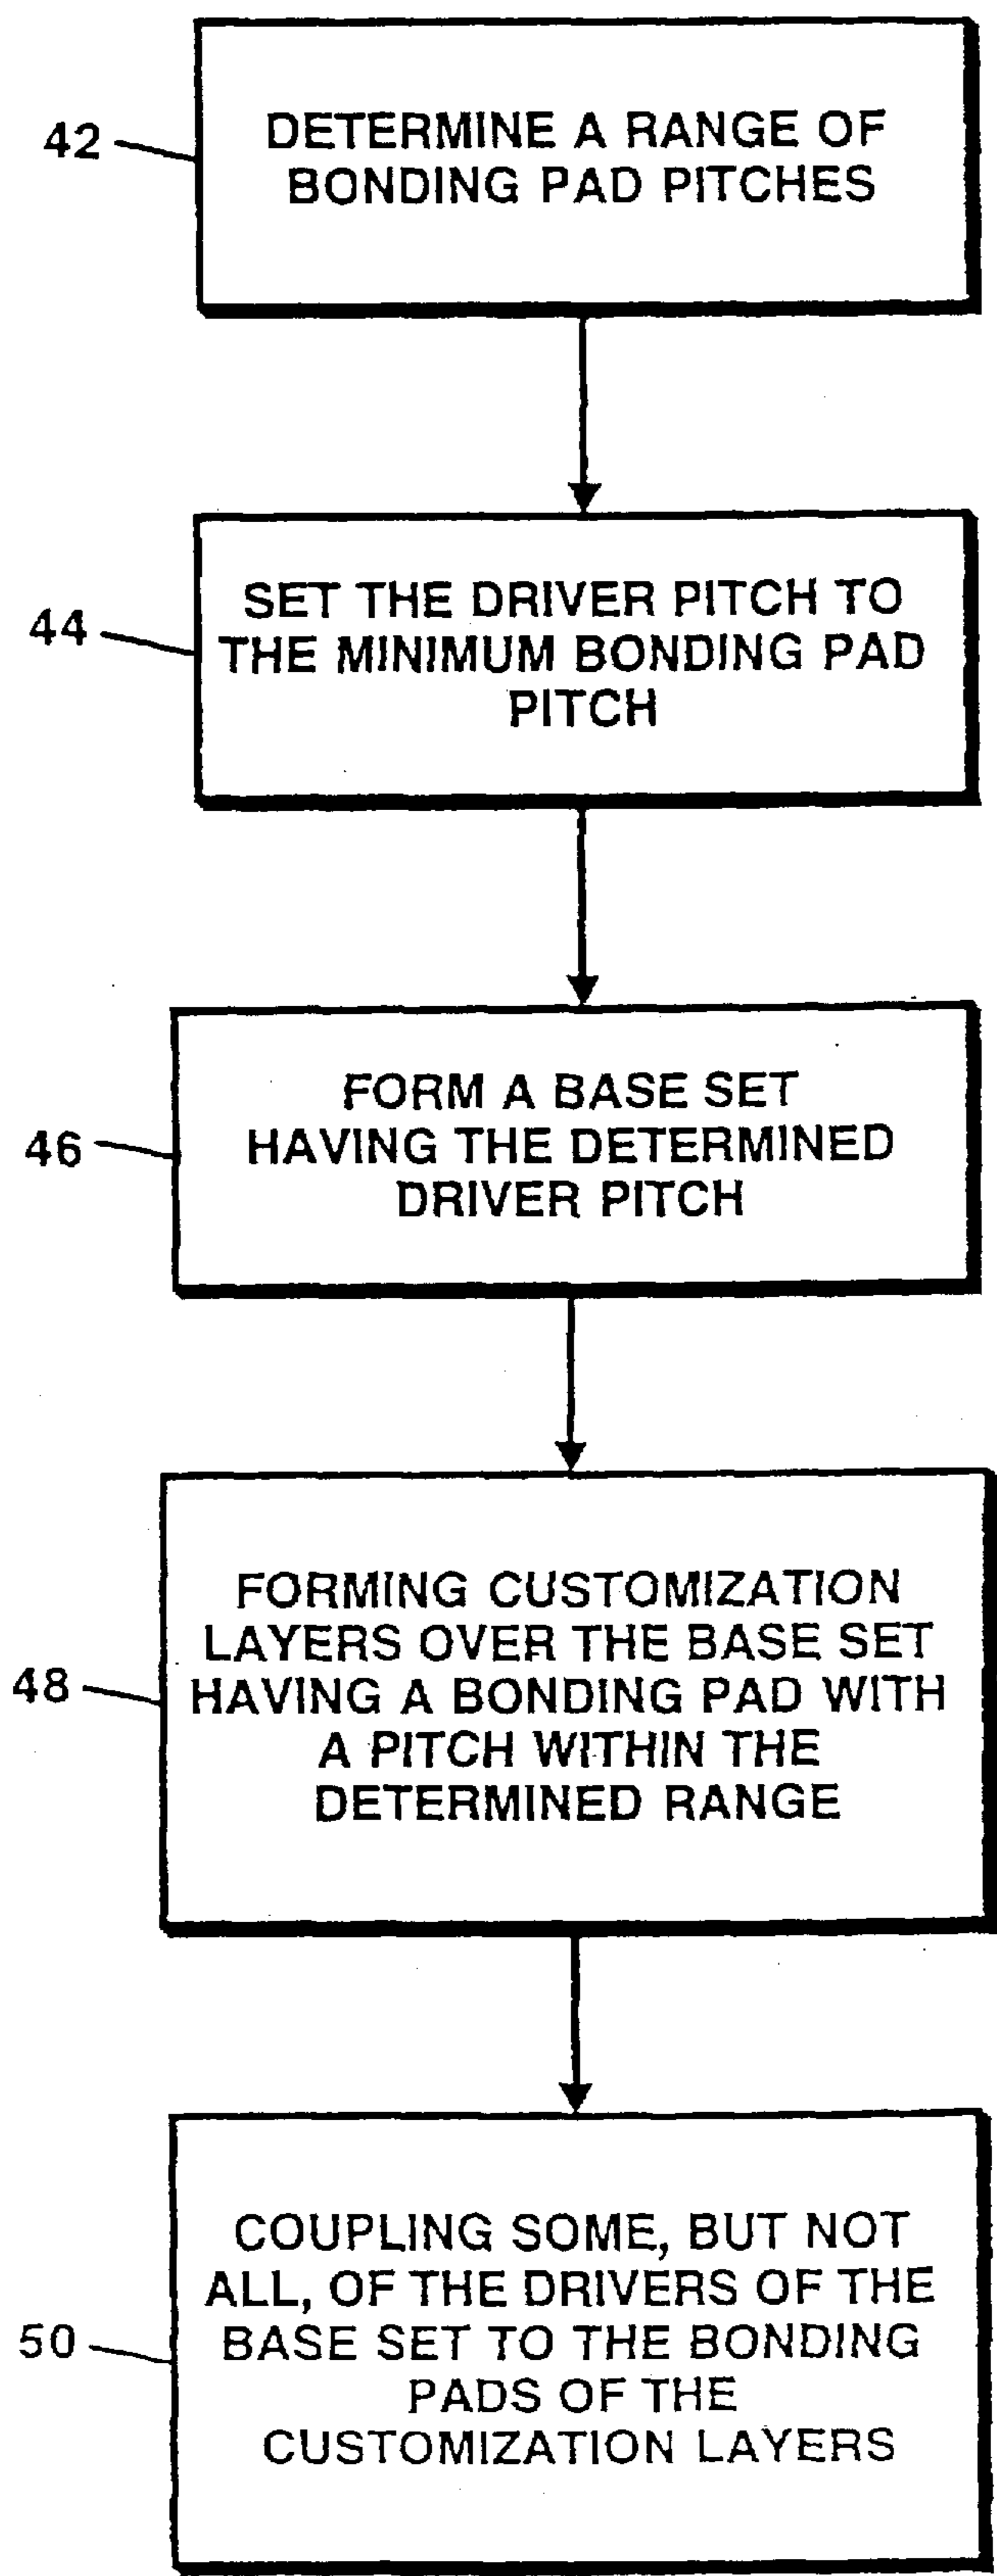 42
DETERMINE A RANGE OF
BONDING PAD PITCHES
44
SET THE DRIVER PITCH TO
THE MINIMUM BONDING PAD
PITCH
46
FORM A BASE SET
HAVING THE DETERMINED
DRIVER PITCH
48
FORMING CUSTOMIZATION
LAYERS OVER THE BASE SET
HAVING A BONDING PAD WITH
A PITCH WITHIN THE
DETERMINED RANGE
50
COUPLING SOME, BUT NOT
ALL, OF THE DRIVERS OF THE
BASE SET TO THE BONDING
PADS OF THE
CUSTOMIZATION LAYERS